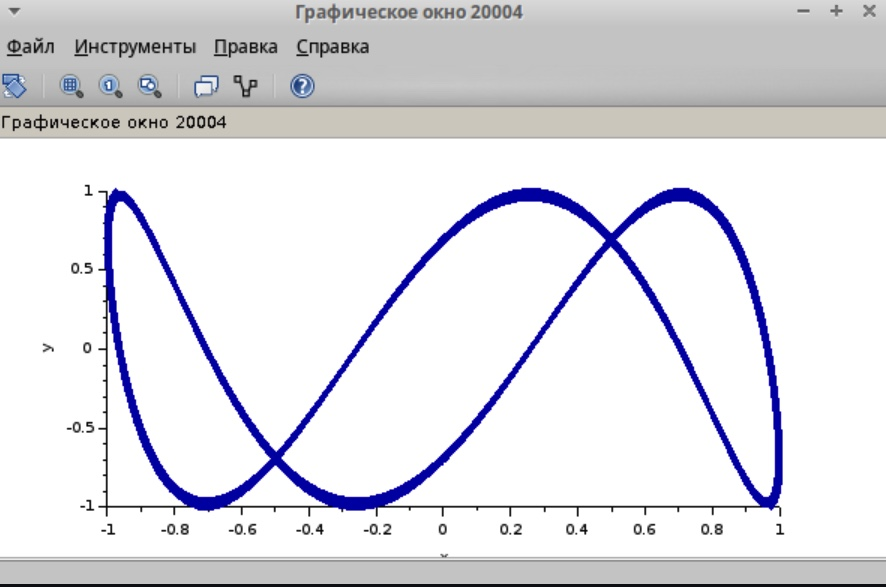 Графическое окно 20004
Файл Инструменты Правка Справка
Графическое окно 20004
1
0.5
y
0
-0.5
-1
-1 -0.8 -0.6 -0.4 -0.2 0 0.2 0.4 0.6 0.8 1